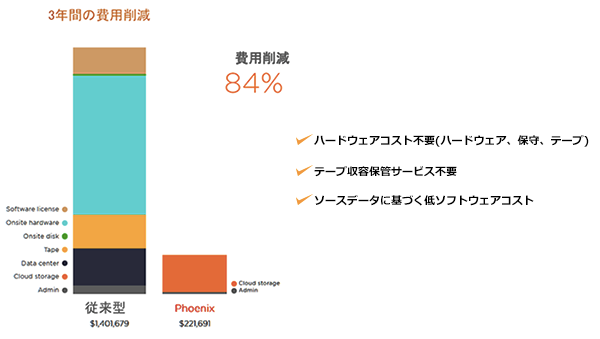 3年間の費用削減
費用削減
84%
ハードウェアコスト不要(ハードウェア、保守、テープ)
テープ収容保管サービス不要
ソースデータに基づく低ソフトウェアコスト
Software license
Onsite hardware
Onsite disk
Tape
Data center
Cloud storage
Admin
Cloud storage
Admin
従来型
$1,401,679
Phoenix
$221,691